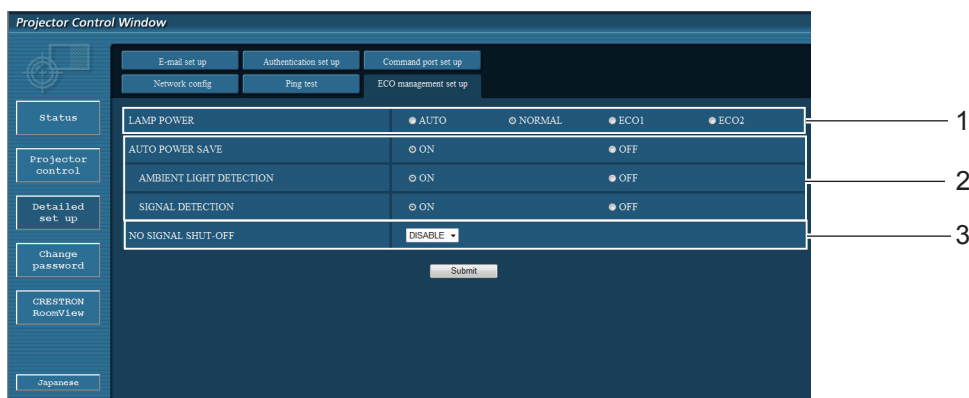 Projector Control Window
E-mail set up Authentication set up Command port set up
Network config Ping test ECO management set up
Status
Projector
control
Detailed
set up
Change
password
CRESTRON
RoomView
Japanese
LAMP POWER AUTO NORMAL ECO1 ECO2 1
AUTO POWER SAVE ON OFF
AMBIENT LIGHT DETECTION ON OFF 2
SIGNAL DETECTION ON OFF
NO SIGNAL SHUT-OFF DISABLE 3
Submit